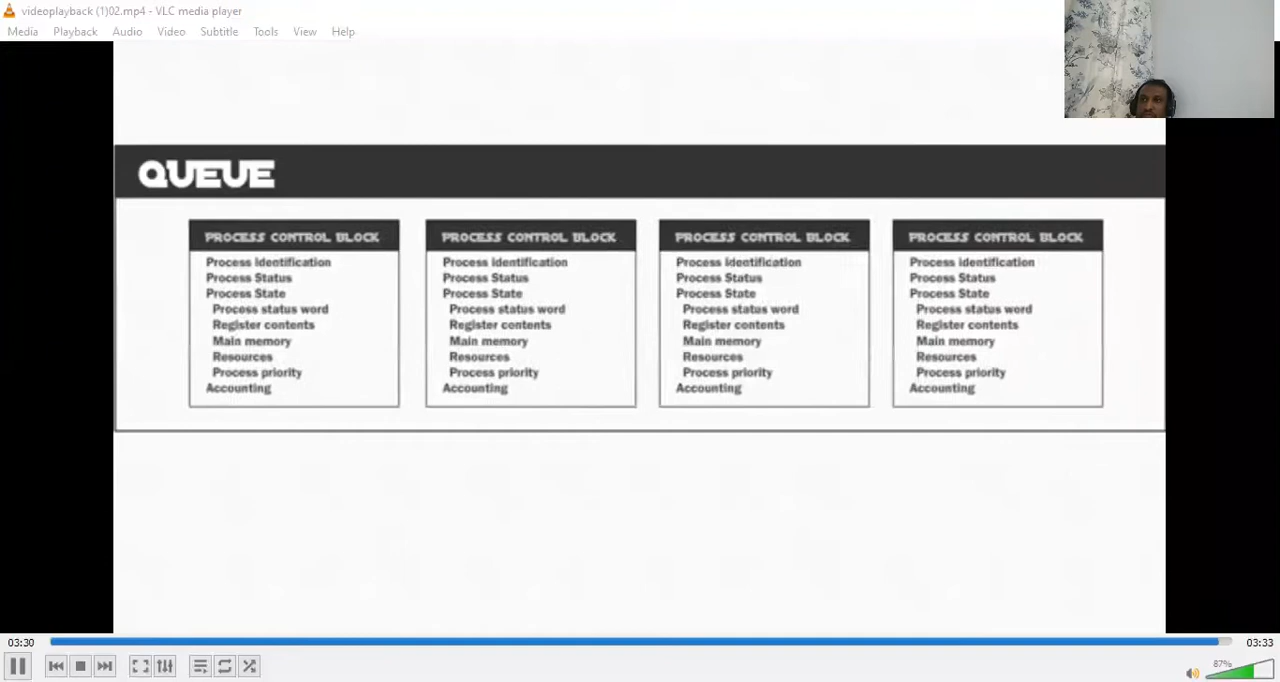 videoplayback (1)02.mp4 - VLC media player
Media Playback Audio Video Subtitle Tools View Help
QUEUE
PROCESS CONTROL BLOCK
Process Identification
Process Status
Process State
Process status word
Register contents
Main memory
Resources
Process priority
Accounting
PROCESS CONTROL BLOCK
Process Identification
Process Status
Process State
Process status word
Register contents
Main memory
Resources
Process priority
Accounting
PROCESS CONTROL BLOCK
Process Identification
Process Status
Process State
Process status word
Register contents
Main memory
Resources
Process priority
Accounting
PROCESS CONTROL BLOCK
Process Identification
Process Status
Process State
Process status word
Register contents
Main memory
Resources
Process priority
Accounting
03:30
03:33
87%